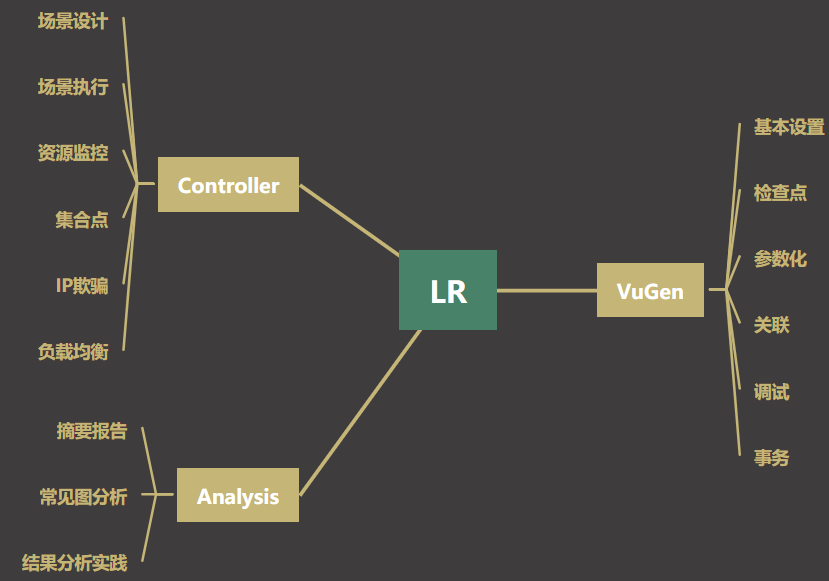 场景设计
场景执行
资源监控
集合点
IP欺骗
负载均衡
Controller
摘要报告
常见图分析
结果分析实践
Analysis
LR
VuGen
基本设置
检查点
参数化
关联
调试
事务